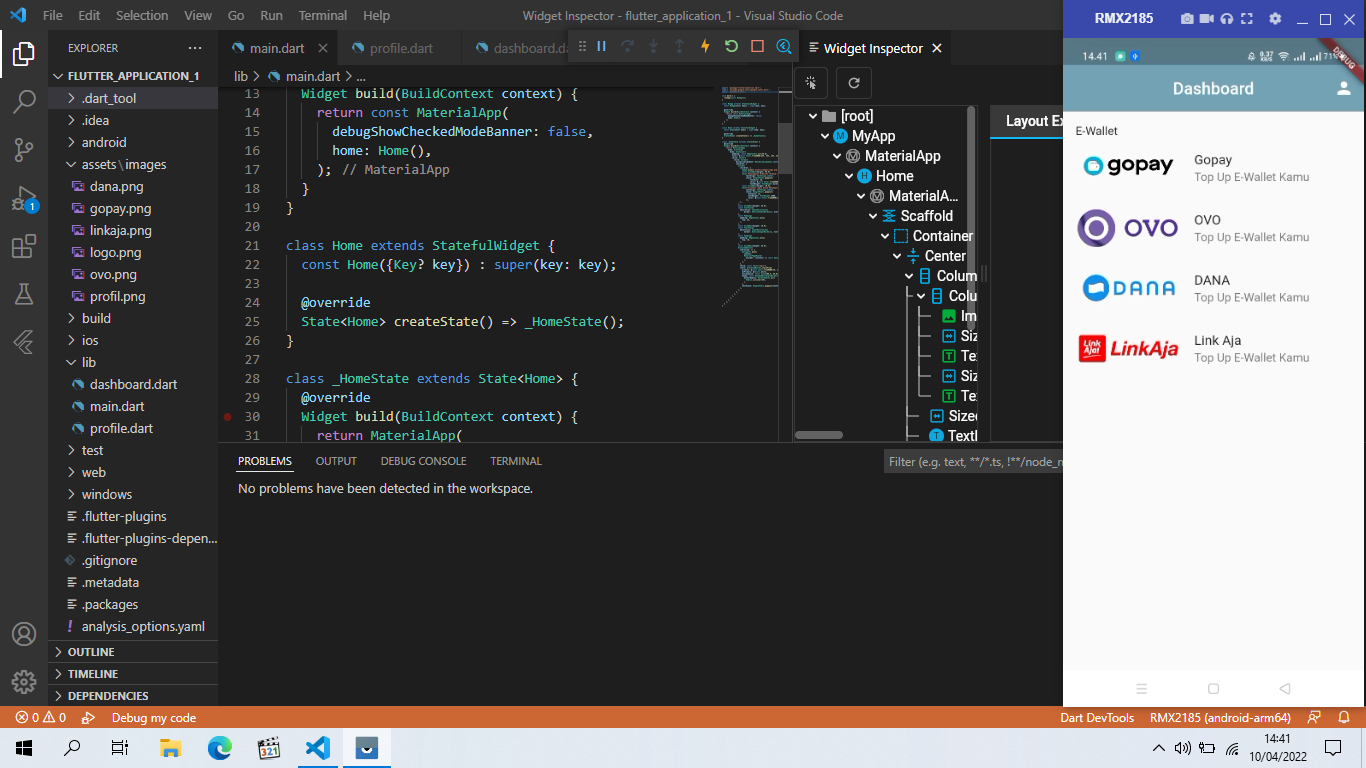 File Edit Selection View Go Run Terminal Help
Widget Inspector - flutter_application_1 - Visual Studio Code
EXPLORER
FLUTTER_APPLICATION_1
.dart_tool
.idea
android
assets\images
dana.png
gopay.png
linkaja.png
logo.png
ovo.png
profil.png
build
ios
lib
dashboard.dart
main.dart
profile.dart
test
web
windows
.flutter-plugins
.flutter-plugins-depen...
.gitignore
.metadata
.packages
analysis_options.yaml
OUTLINE
TIMELINE
DEPENDENCIES
1
main.dart
profile.dart
dashboard.da
Widget Inspector
lib > main.dart > ...
13 Widget build(BuildContext context) {
14 return const MaterialApp(
15 debugShowCheckedModeBanner: false,
16 home: Home(),
17 ); // MaterialApp
18 }
19 }
20
21 class Home extends StatefulWidget {
22 const Home({Key? key}) : super(key: key);
23
24 @override
25 State<Home> createState() => _HomeState();
26 }
27
28 class _HomeState extends State<Home> {
29 @override
30 Widget build(BuildContext context) {
31 return MaterialApp(
[root]
MyApp
MaterialApp
Home
MaterialA...
Scaffold
Container
Center
Colum
Colu
Im
Siz
Te
Siz
Te
Size
TextI
Layout Ex
PROBLEMS OUTPUT DEBUG CONSOLE TERMINAL
Filter (e.g. text, **/*.ts, !**/node_m
No problems have been detected in the workspace.
RMX2185
14.41
0.37
KB/S
71%
DEBUG
Dashboard
E-Wallet
gopay
Gopay
Top Up E-Wallet Kamu
OVO
OVO
Top Up E-Wallet Kamu
DANA
DANA
Top Up E-Wallet Kamu
Link Aja!
LinkAja
Link Aja
Top Up E-Wallet Kamu
0 0 Debug my code
Dart DevTools RMX2185 (android-arm64)
321
14:41
10/04/2022